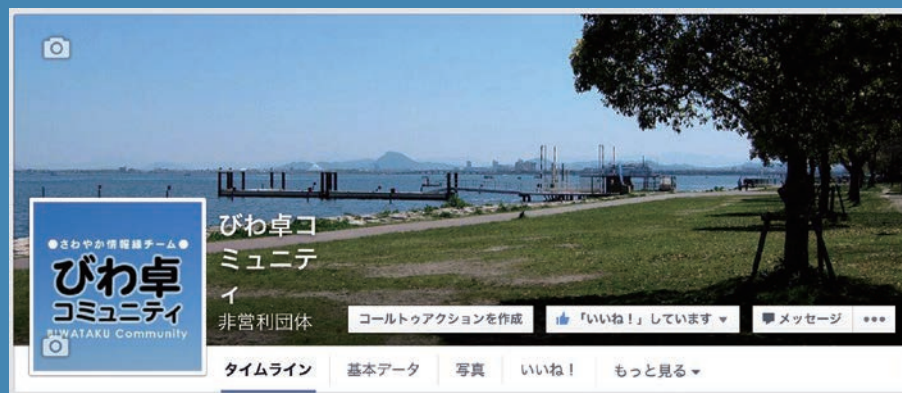 ●さわやか情報縁チーム●
びわ卓
コミュニティ
BIWATAKU Community
びわ卓コ
ミュニテ
ィ
非営利団体
コールトゥアクションを作成
「いいね！」しています
メッセージ
•••
タイムライン
基本データ
写真
いいね！
もっと見る